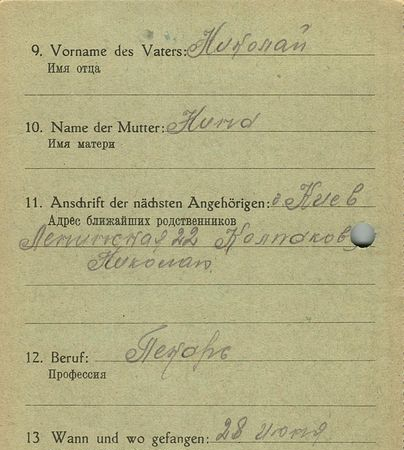 9. Vorname des Vaters: Николай
Имя отца
10. Name der Mutter: Нина
Имя матери
11. Anschrift der nächsten Angehörigen: г Киев
Адрес ближайших родственников
Ленинская 22 Колпакову
Николаю
12. Beruf: Пекарь
Профессия
13 Wann und wo gefangen: 28 июня